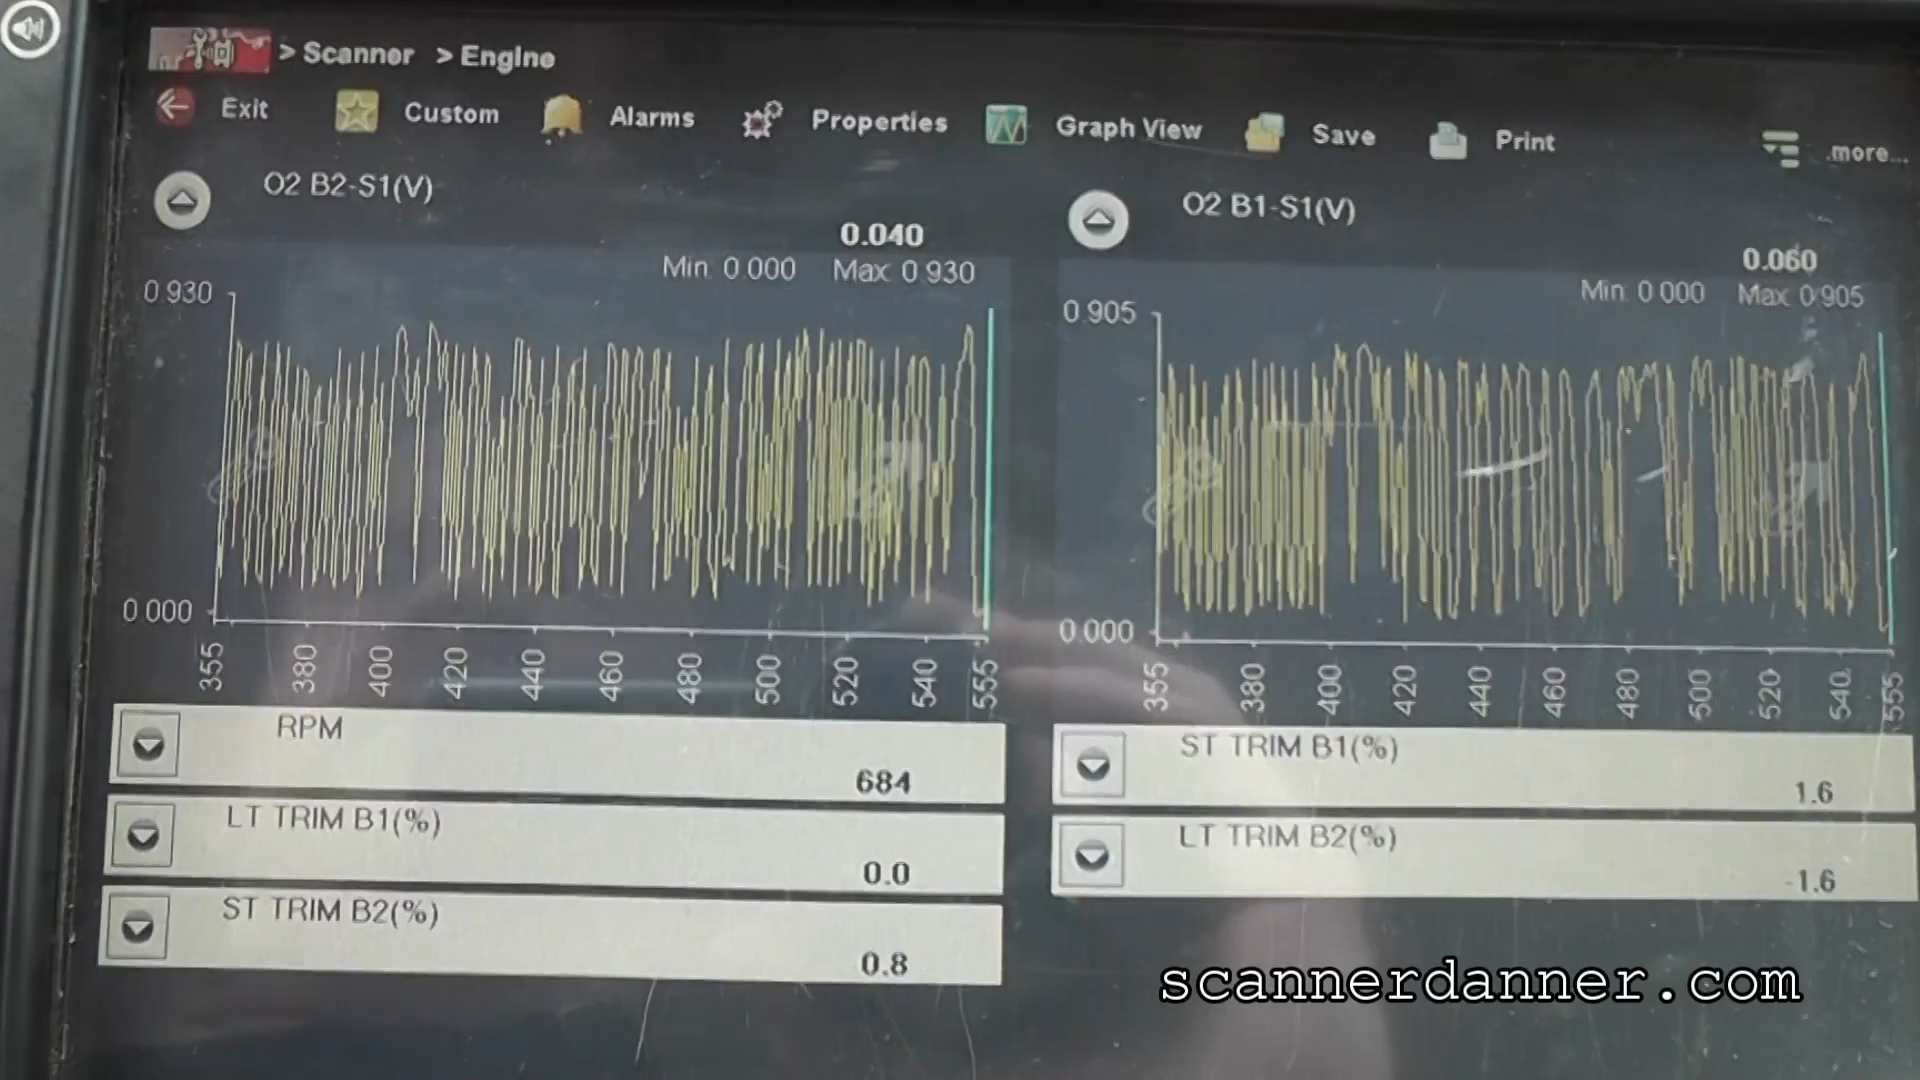 > Scanner > Engine
Exit Custom Alarms Properties Graph View Save Print more...
O2 B2-S1(V)
0.040
Min: 0.000 Max: 0.930
0.930
0.000
355 380 400 420 440 460 480 500 520 540 555
O2 B1-S1(V)
0.060
Min: 0.000 Max: 0.905
0.905
0.000
355 380 400 420 440 460 480 500 520 540 555
RPM
684
ST TRIM B1(%)
1.6
LT TRIM B1(%)
0.0
LT TRIM B2(%)
-1.6
ST TRIM B2(%)
0.8
scannerdanner.com